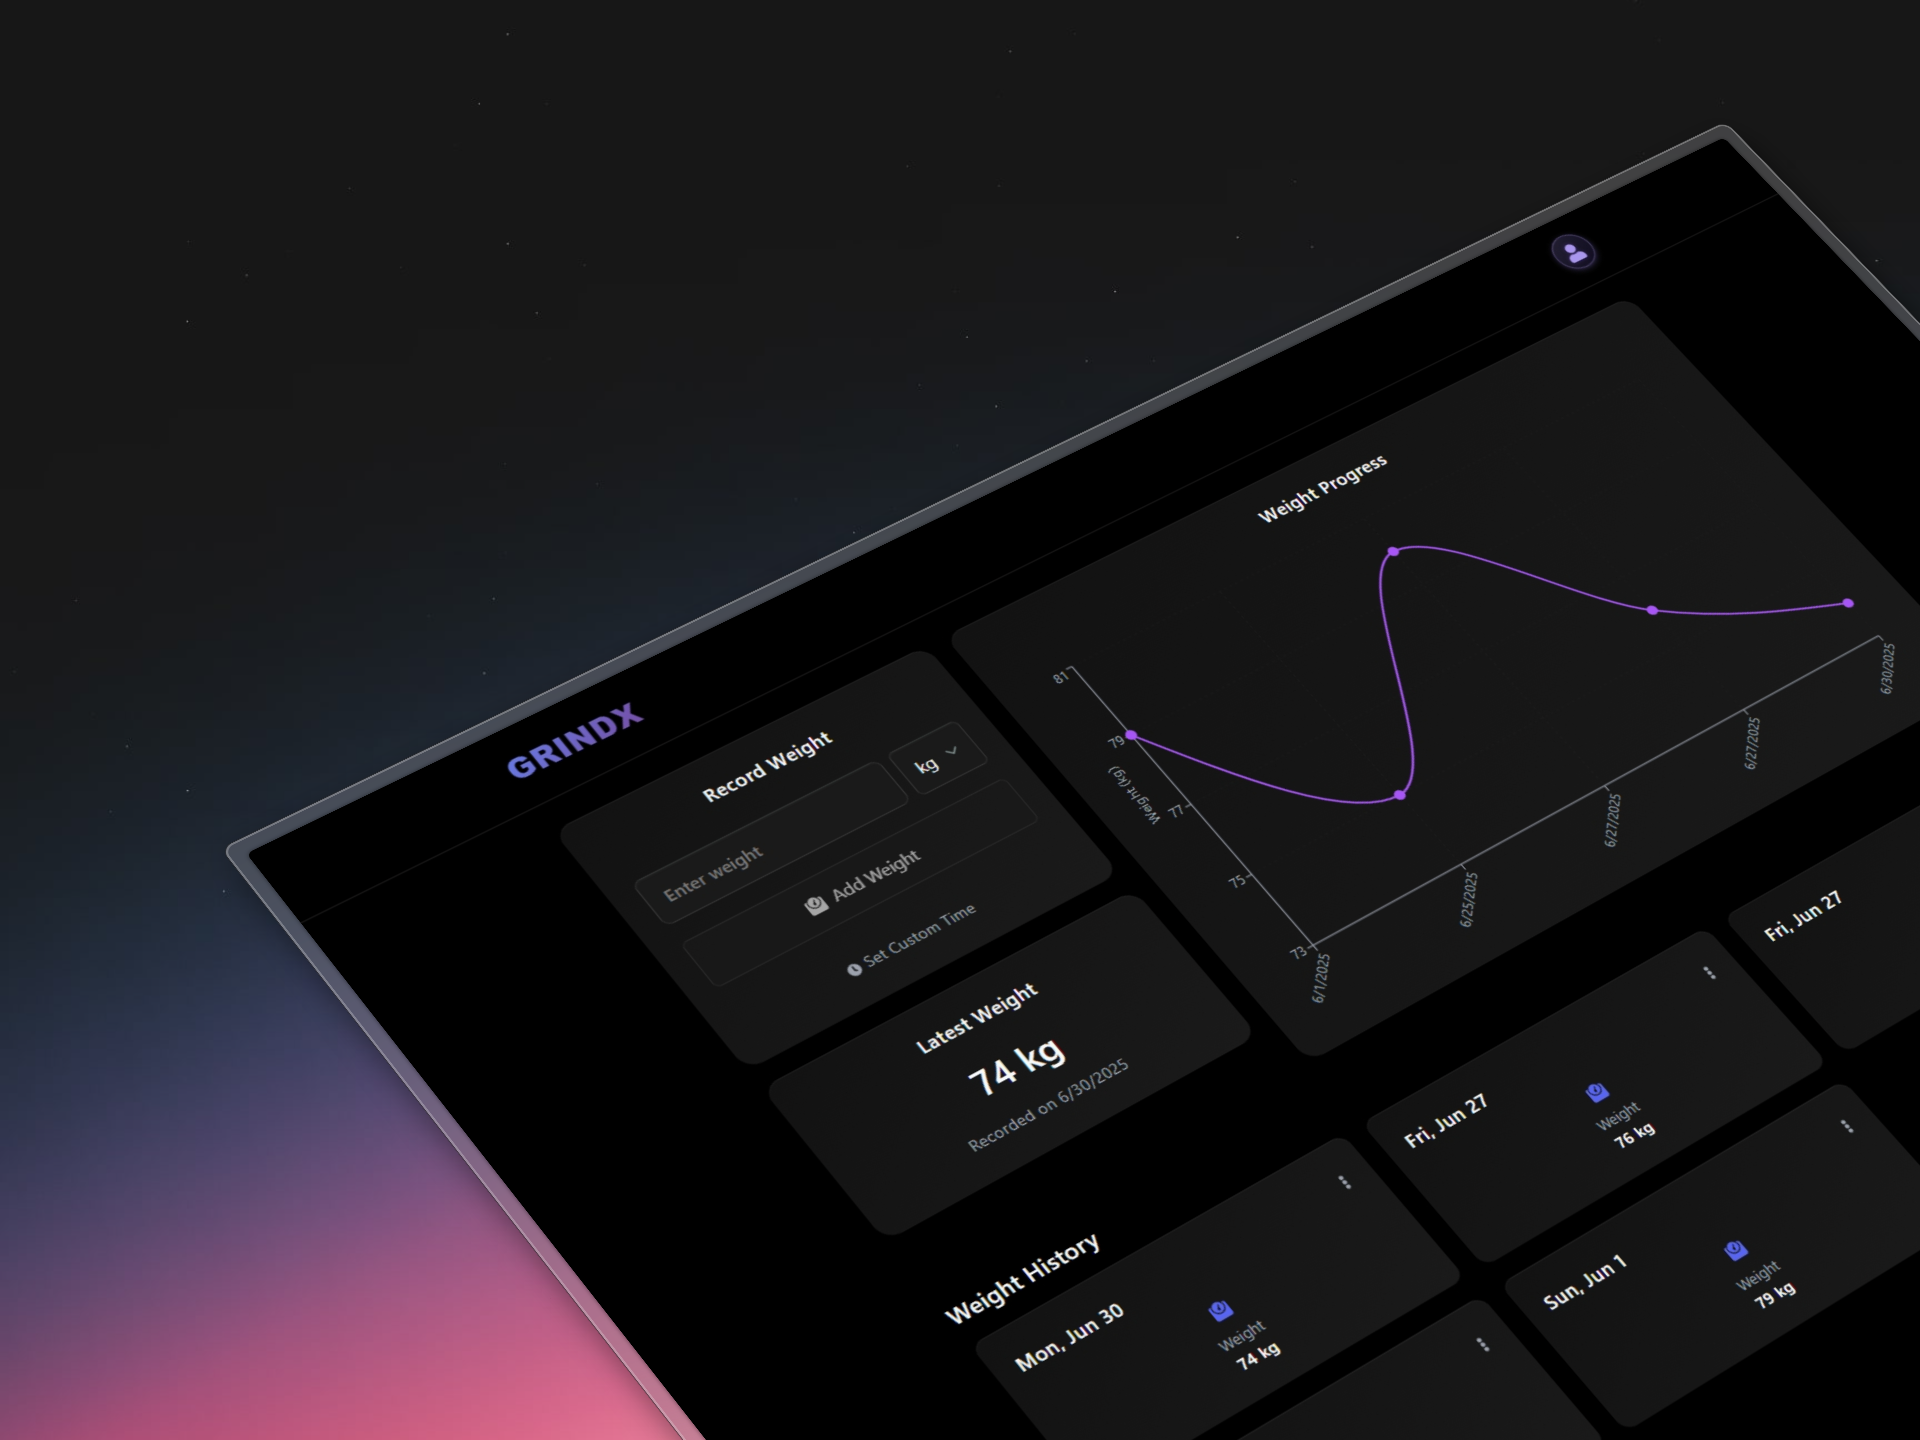 GRINDX
Record Weight
Enter weight
kg
Add Weight
Set Custom Time
Latest Weight
74 kg
Recorded on 6/30/2025
Weight Progress
81
79
77
75
73
Weight (kg)
6/1/2025
6/25/2025
6/27/2025
6/27/2025
6/30/2025
Weight History
Mon, Jun 30
Weight
74 kg
Fri, Jun 27
Weight
76 kg
Fri, Jun 27
Sun, Jun 1
Weight
79 kg